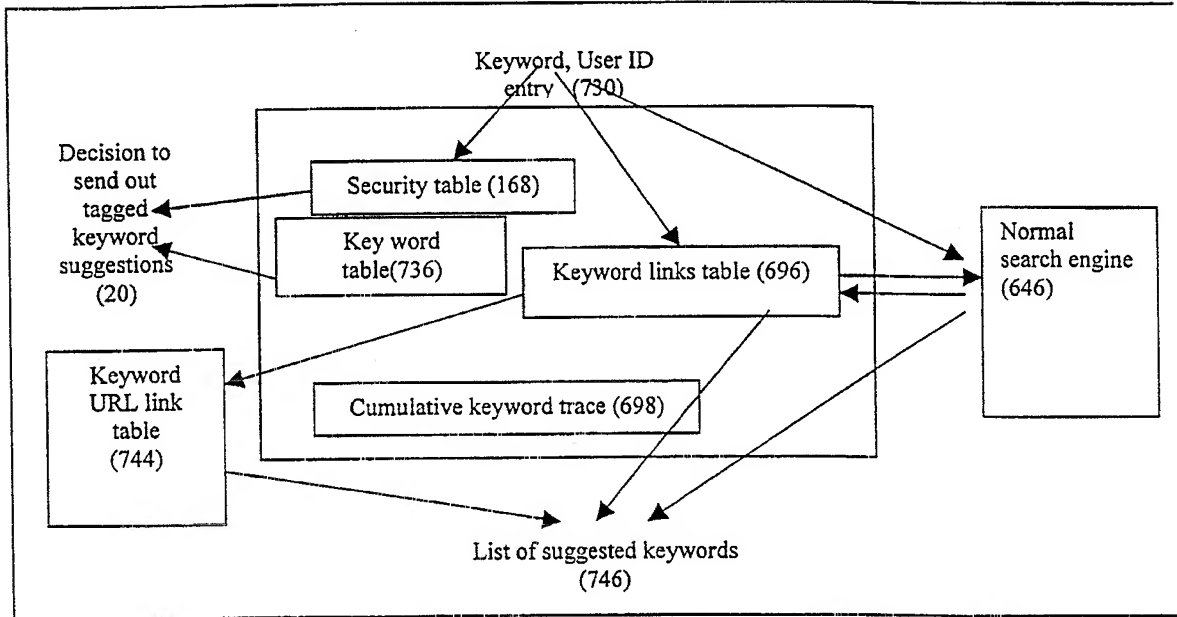 Keyword, User ID
entry (730)
Decision to
send out
tagged
keyword
suggestions
(20)
Security table (168)
Key word
table(736)
Keyword links table (696)
Normal
search engine
(646)
Keyword
URL link
table
(744)
Cumulative keyword trace (698)
List of suggested keywords
(746)